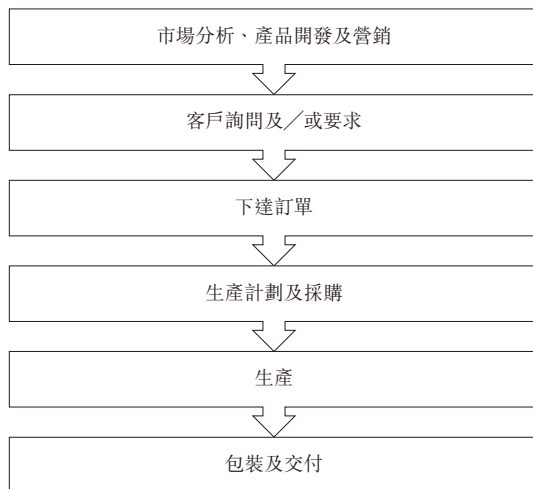 市場分析、產品開發及營銷
客戶詢問及╱或要求
下達訂單
生產計劃及採購
生產
包裝及交付